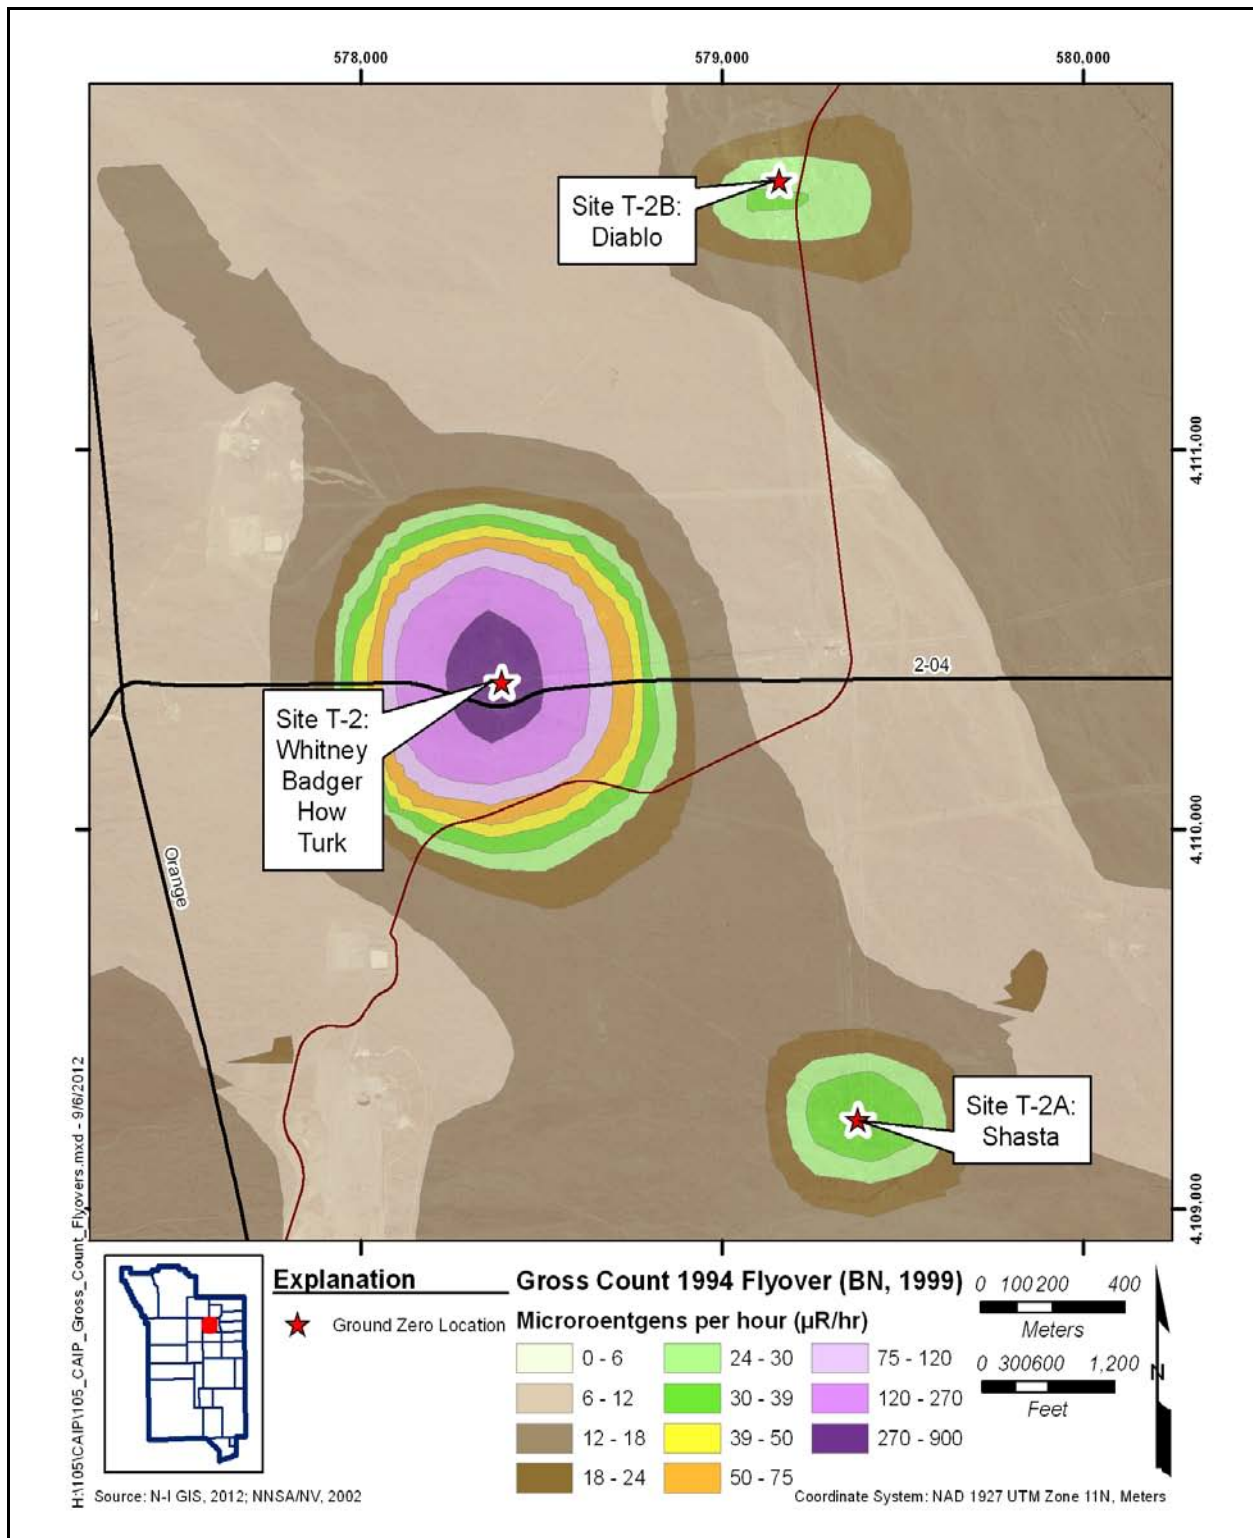 578,000
579,000
580,000
Site T-2B:
Diablo
4,111,000
2-04
Site T-2:
Whitney
Badger
How
Turk
4,110,000
Orange
Site T-2A:
Shasta
4,109,000
H:\105\CAIP\105_CAIP_Gross_Count_Flyovers.mxd - 9/6/2012
Explanation
Ground Zero Location
Gross Count 1994 Flyover (BN, 1999)
Microroentgens per hour (µR/hr)
0 - 6
6 - 12
12 - 18
18 - 24
24 - 30
30 - 39
39 - 50
50 - 75
75 - 120
120 - 270
270 - 900
0 100 200 400
Meters
0 300 600 1,200
Feet
N
Source: N-I GIS, 2012; NNSA/NV, 2002
Coordinate System: NAD 1927 UTM Zone 11N, Meters